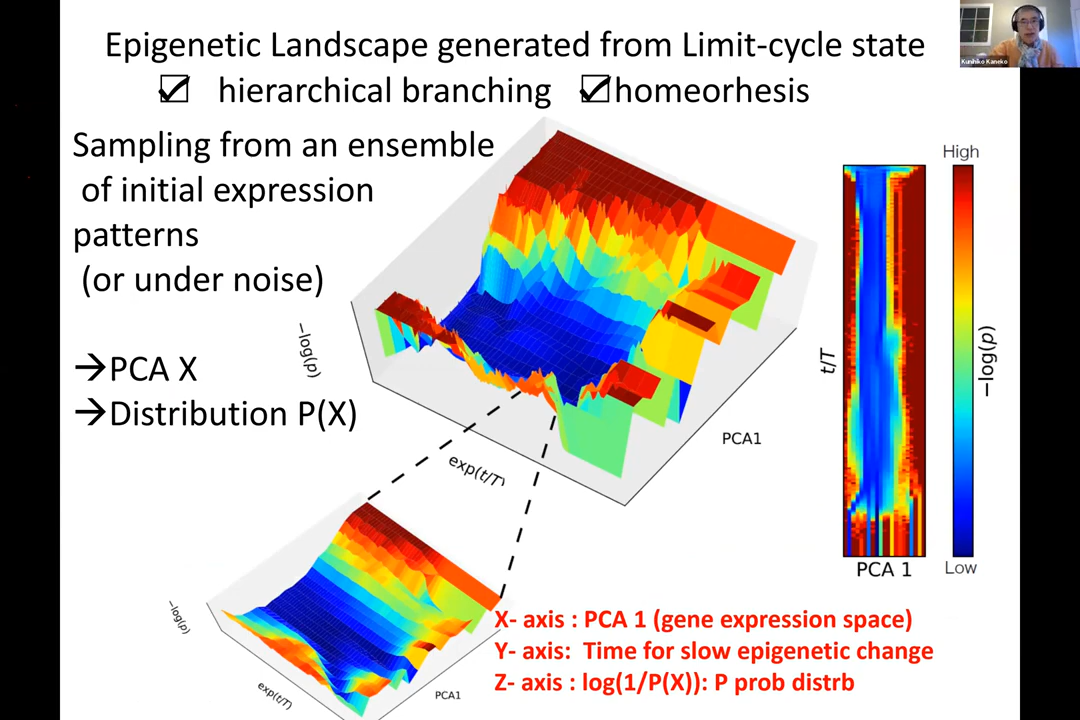 Epigenetic Landscape generated from Limit-cycle state
hierarchical branching homeorhesis
Kunihiko Kaneko
Sampling from an ensemble
of initial expression
patterns
(or under noise)
→PCA X
→Distribution P(X)
−log(p)
exp(t/T)
PCA1
t/T
PCA 1
High
−log(p)
Low
−log(p)
exp(t/T)
PCA1
X- axis : PCA 1 (gene expression space)
Y- axis: Time for slow epigenetic change
Z- axis : log(1/P(X)): P prob distrb